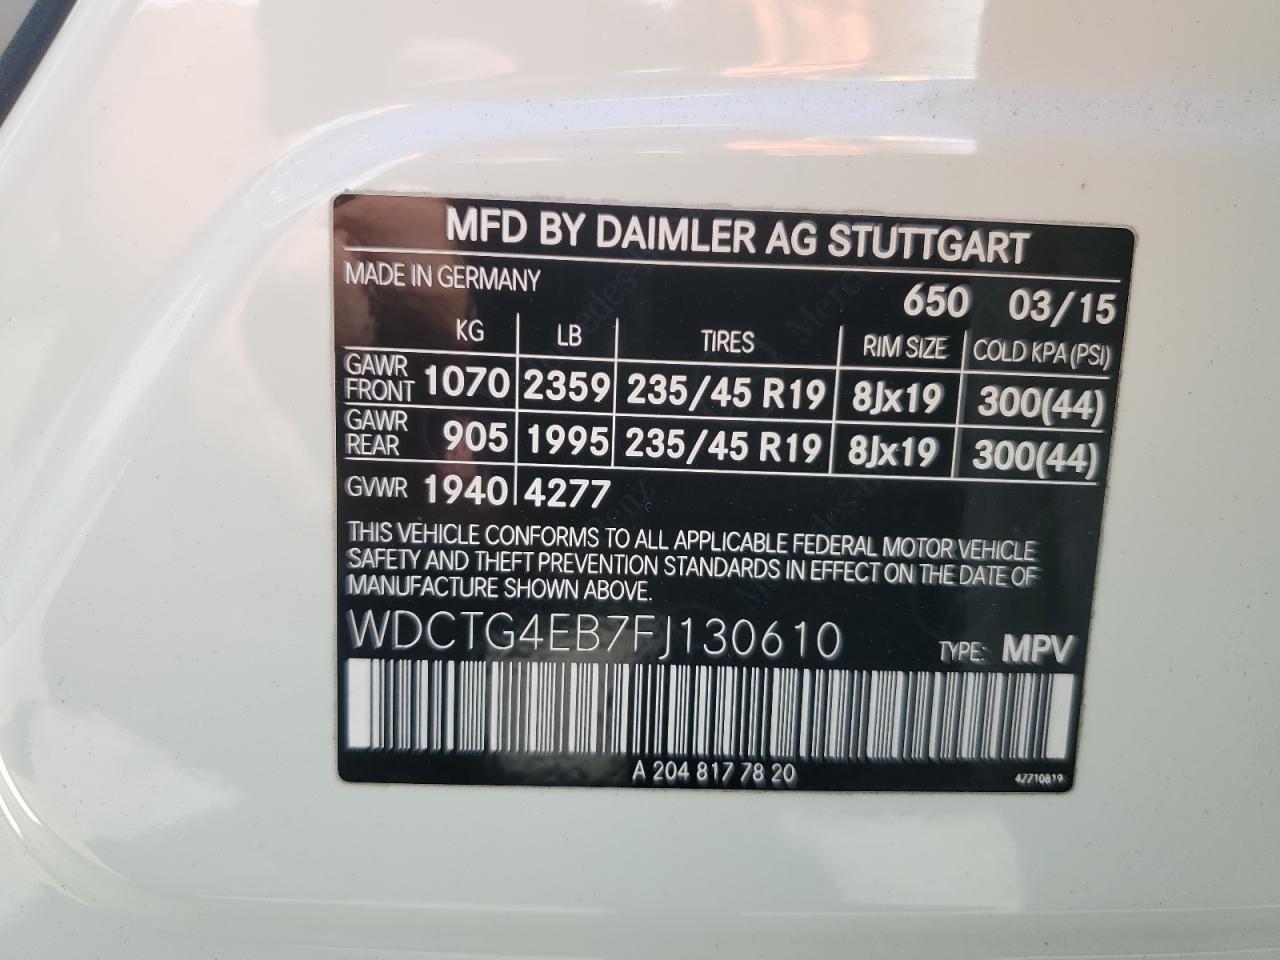 MFD BY DAIMLER AG STUTTGART
MADE IN GERMANY
650 03/15
KG LB TIRES RIM SIZE COLD KPA (PSI)
GAWR FRONT 1070 2359 235/45 R19 8Jx19 300(44)
GAWR REAR 905 1995 235/45 R19 8Jx19 300(44)
GVWR 1940 4277
THIS VEHICLE CONFORMS TO ALL APPLICABLE FEDERAL MOTOR VEHICLE
SAFETY AND THEFT PREVENTION STANDARDS IN EFFECT ON THE DATE OF
MANUFACTURE SHOWN ABOVE.
WDCTG4EB7FJ130610 TYPE: MPV
A 204 817 78 20
47710819